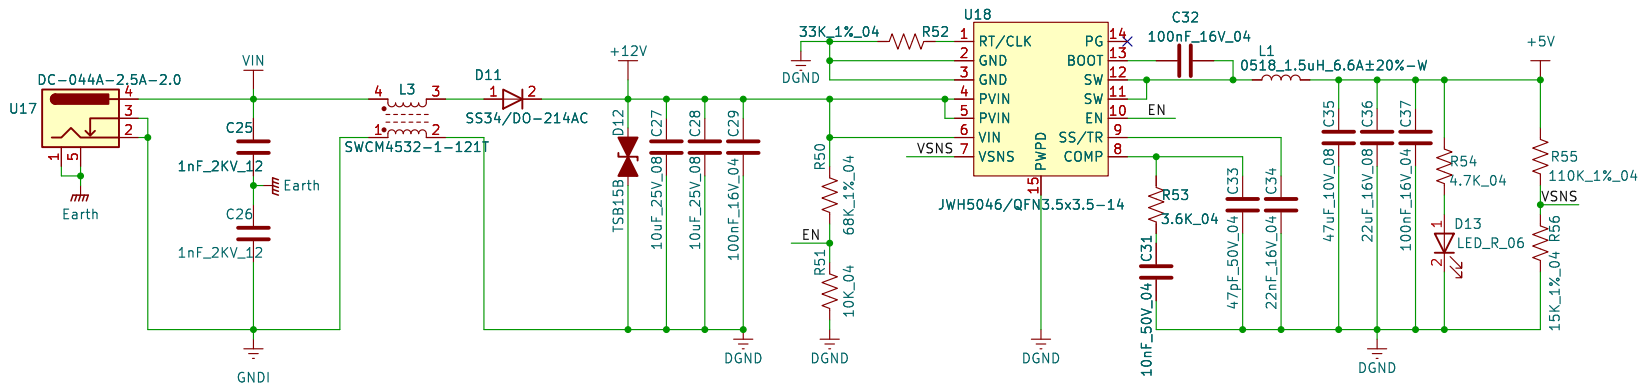 DC-044A-2,5A-2.0
U17
4
3
2
1
5
Earth
VIN
C25
1nF_2KV_12
Earth
C26
1nF_2KV_12
GNDI
4
L3
3
1
2
SWCM4532-1-121T
D11
1
2
SS34/DO-214AC
+12V
D12
TSB15B
C27
10uF_25V_08
C28
10uF_25V_08
C29
100nF_16V_04
DGND
33K_1%_04
R52
DGND
R50
68K_1%_04
EN
R51
10K_04
DGND
VSNS
U18
1
RT/CLK
2
GND
3
GND
4
PVIN
5
PVIN
6
VIN
7
VSNS
PG
14
BOOT
13
SW
12
SW
11
EN
10
SS/TR
9
COMP
8
PWPD
15
JWH5046/QFN3.5x3.5-14
DGND
EN
C32
100nF_16V_04
L1
0518_1.5uH_6.6A±20%-W
R53
3.6K_04
C31
10nF_50V_04
C33
47pF_50V_04
C34
22nF_16V_04
C35
47uF_10V_08
C36
22uF_16V_08
C37
100nF_16V_04
DGND
R54
4.7K_04
1
2
D13
LED_R_06
+5V
R55
110K_1%_04
VSNS
R56
15K_1%_04